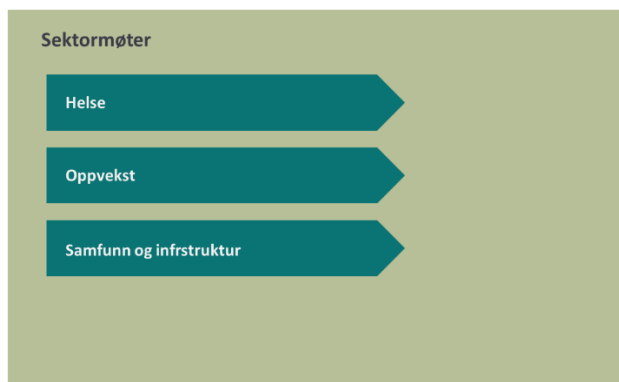 Sektormøter
Helse
Oppvekst
Samfunn og infrstruktur